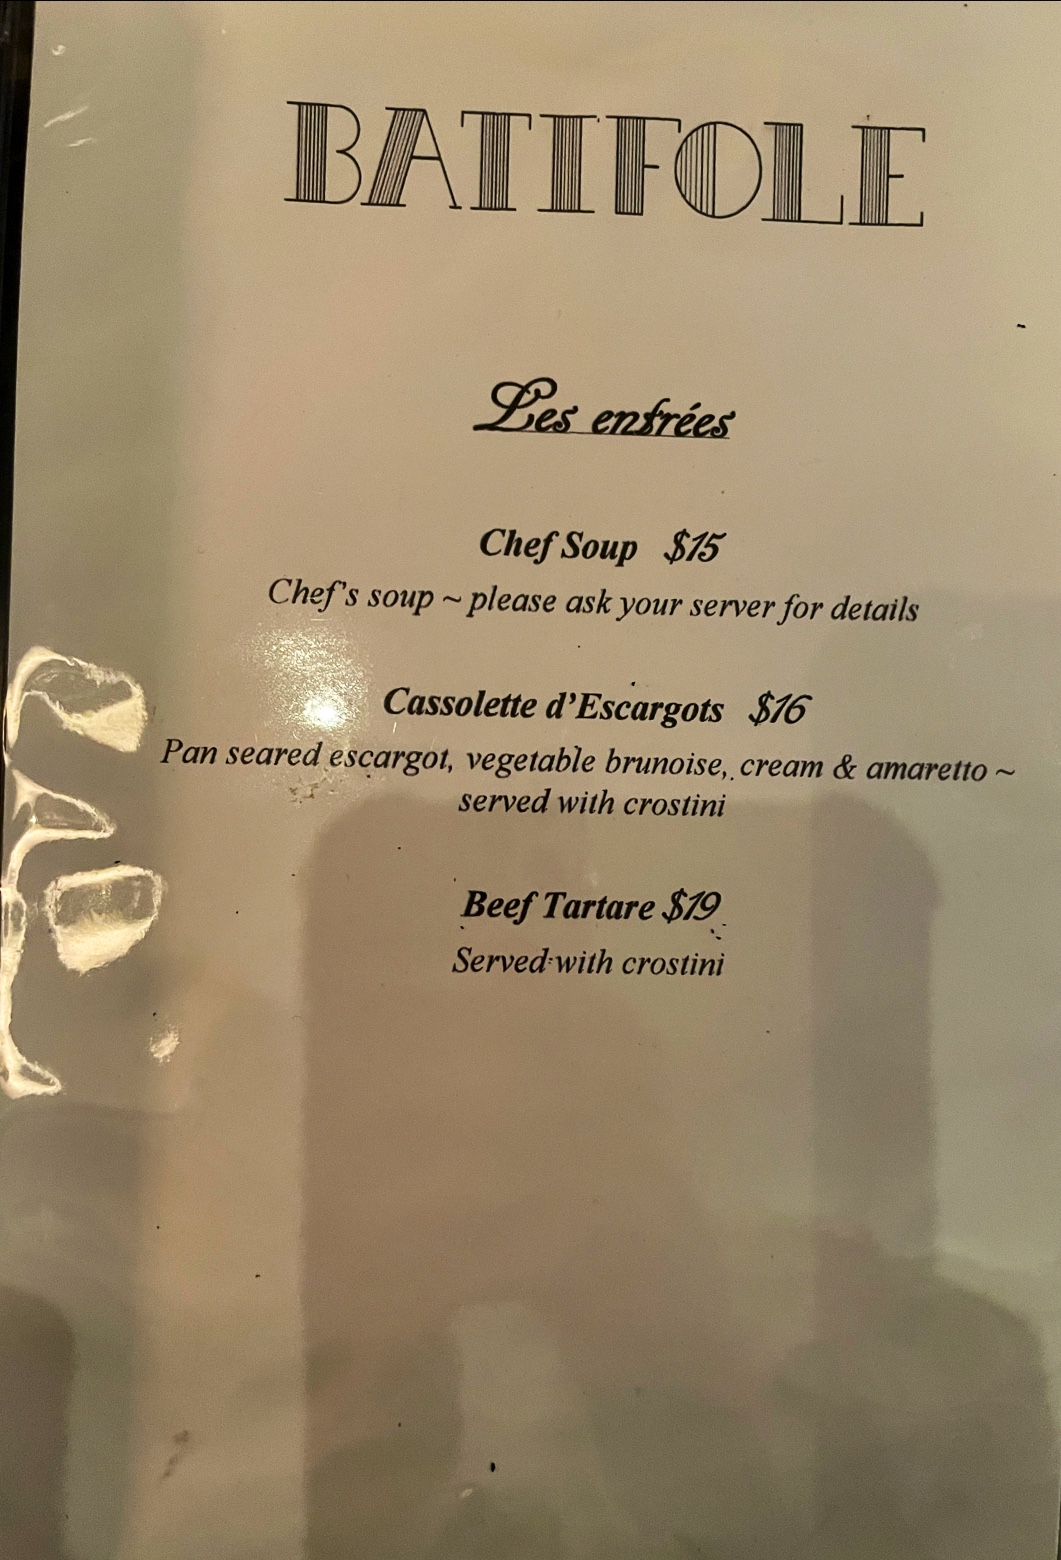 BATIFOLE
Les entrées
Chef Soup $15
Chef's soup ~ please ask your server for details
Cassolette d'Escargots $16
Pan seared escargot, vegetable brunoise, cream & amaretto ~
served with crostini
Beef Tartare $19
Served with crostini